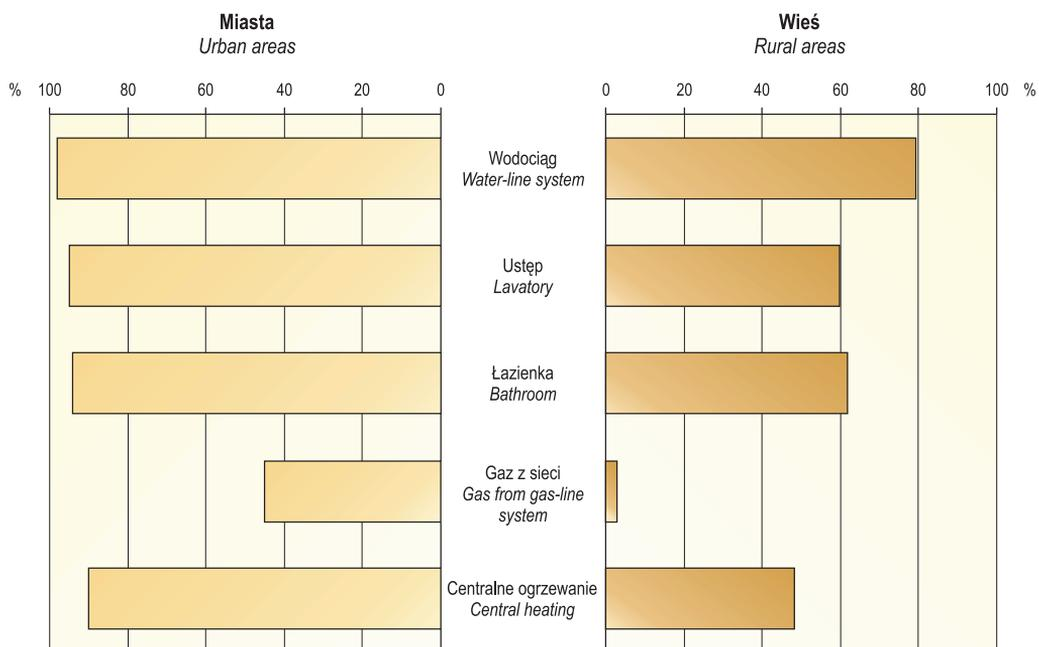 Miasta
Urban areas
Wieś
Rural areas
% 100 80 60 40 20 0
0 20 40 60 80 100 %
Wodociąg
Water-line system
Ustęp
Lavatory
Łazienka
Bathroom
Gaz z sieci
Gas from gas-line
system
Centralne ogrzewanie
Central heating